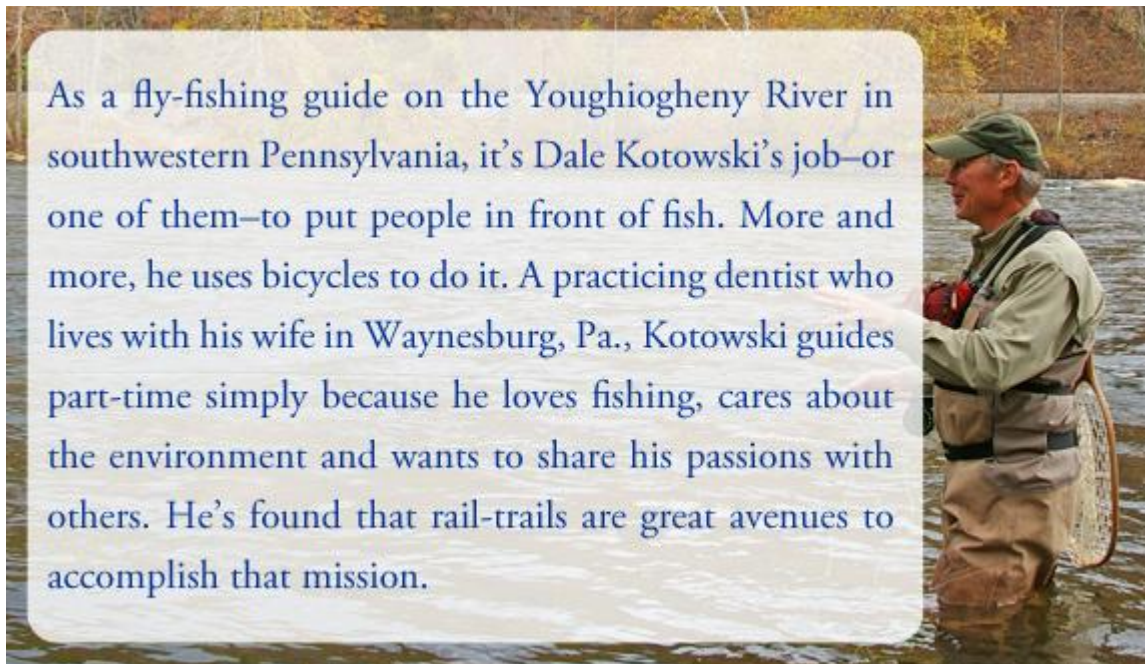 As a fly-fishing guide on the Youghiogheny River in
southwestern Pennsylvania, it’s Dale Kotowski’s job–or
one of them–to put people in front of fish. More and
more, he uses bicycles to do it. A practicing dentist who
lives with his wife in Waynesburg, Pa., Kotowski guides
part-time simply because he loves fishing, cares about
the environment and wants to share his passions with
others. He’s found that rail-trails are great avenues to
accomplish that mission.